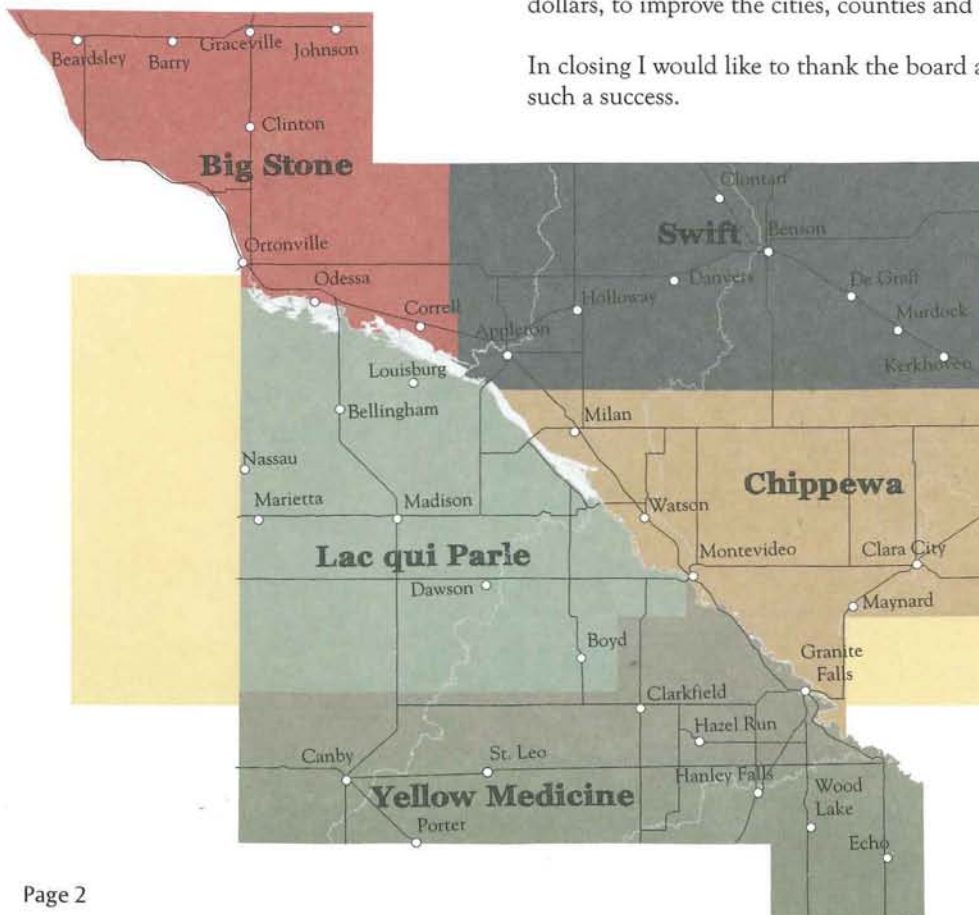 dollars, to improve the cities, counties and
In closing I would like to thank the board a
such a success.
Beardsley
Barry
Graceville
Johnson
Clinton
Big Stone
Ortonville
Odessa
Correll
Clontarf
Swift
Benson
Danvers
De Graff
Holloway
Murdock
Appleton
Kerkhoven
Louisburg
Bellingham
Milan
Nassau
Chippewa
Marietta
Madison
Watson
Lac qui Parle
Montevideo
Clara City
Dawson
Maynard
Boyd
Granite
Falls
Clarkfield
Hazel Run
Canby
St. Leo
Hanley Falls
Wood
Lake
Yellow Medicine
Porter
Echo
Page 2